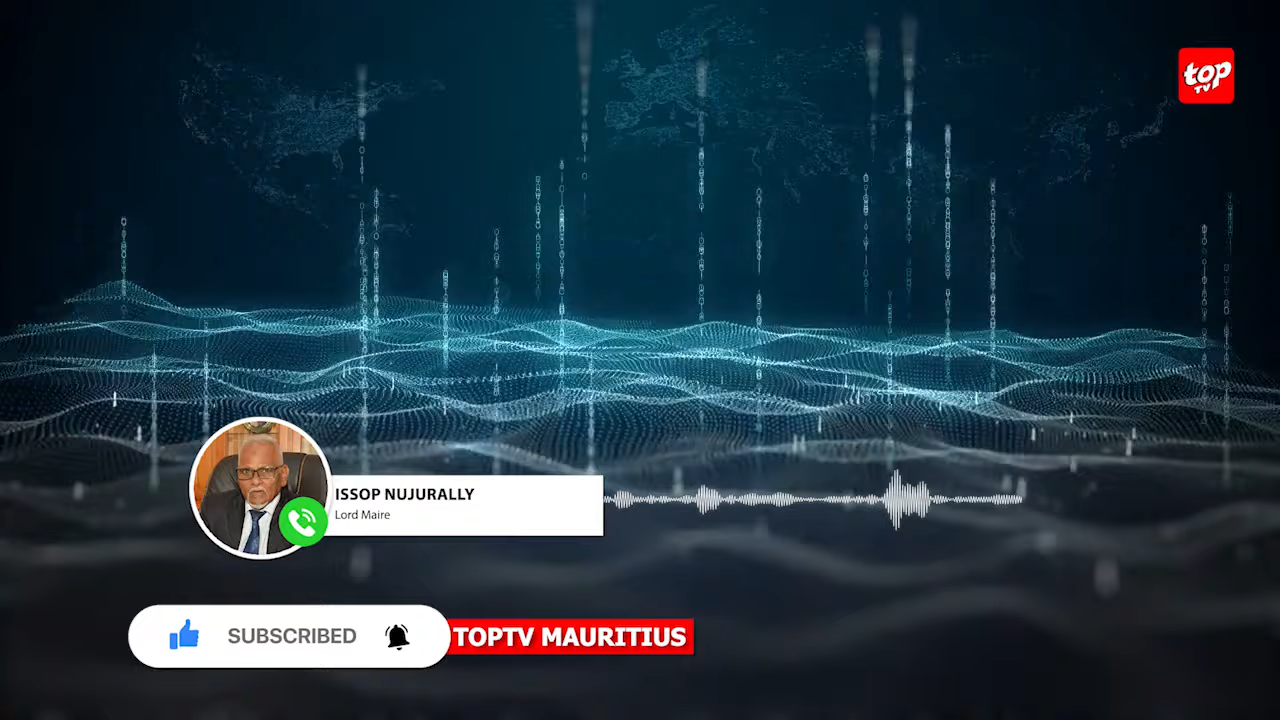 top
TV
ISSOP NUJURALLY
Lord Maire
SUBSCRIBED
TOPTV MAURITIUS